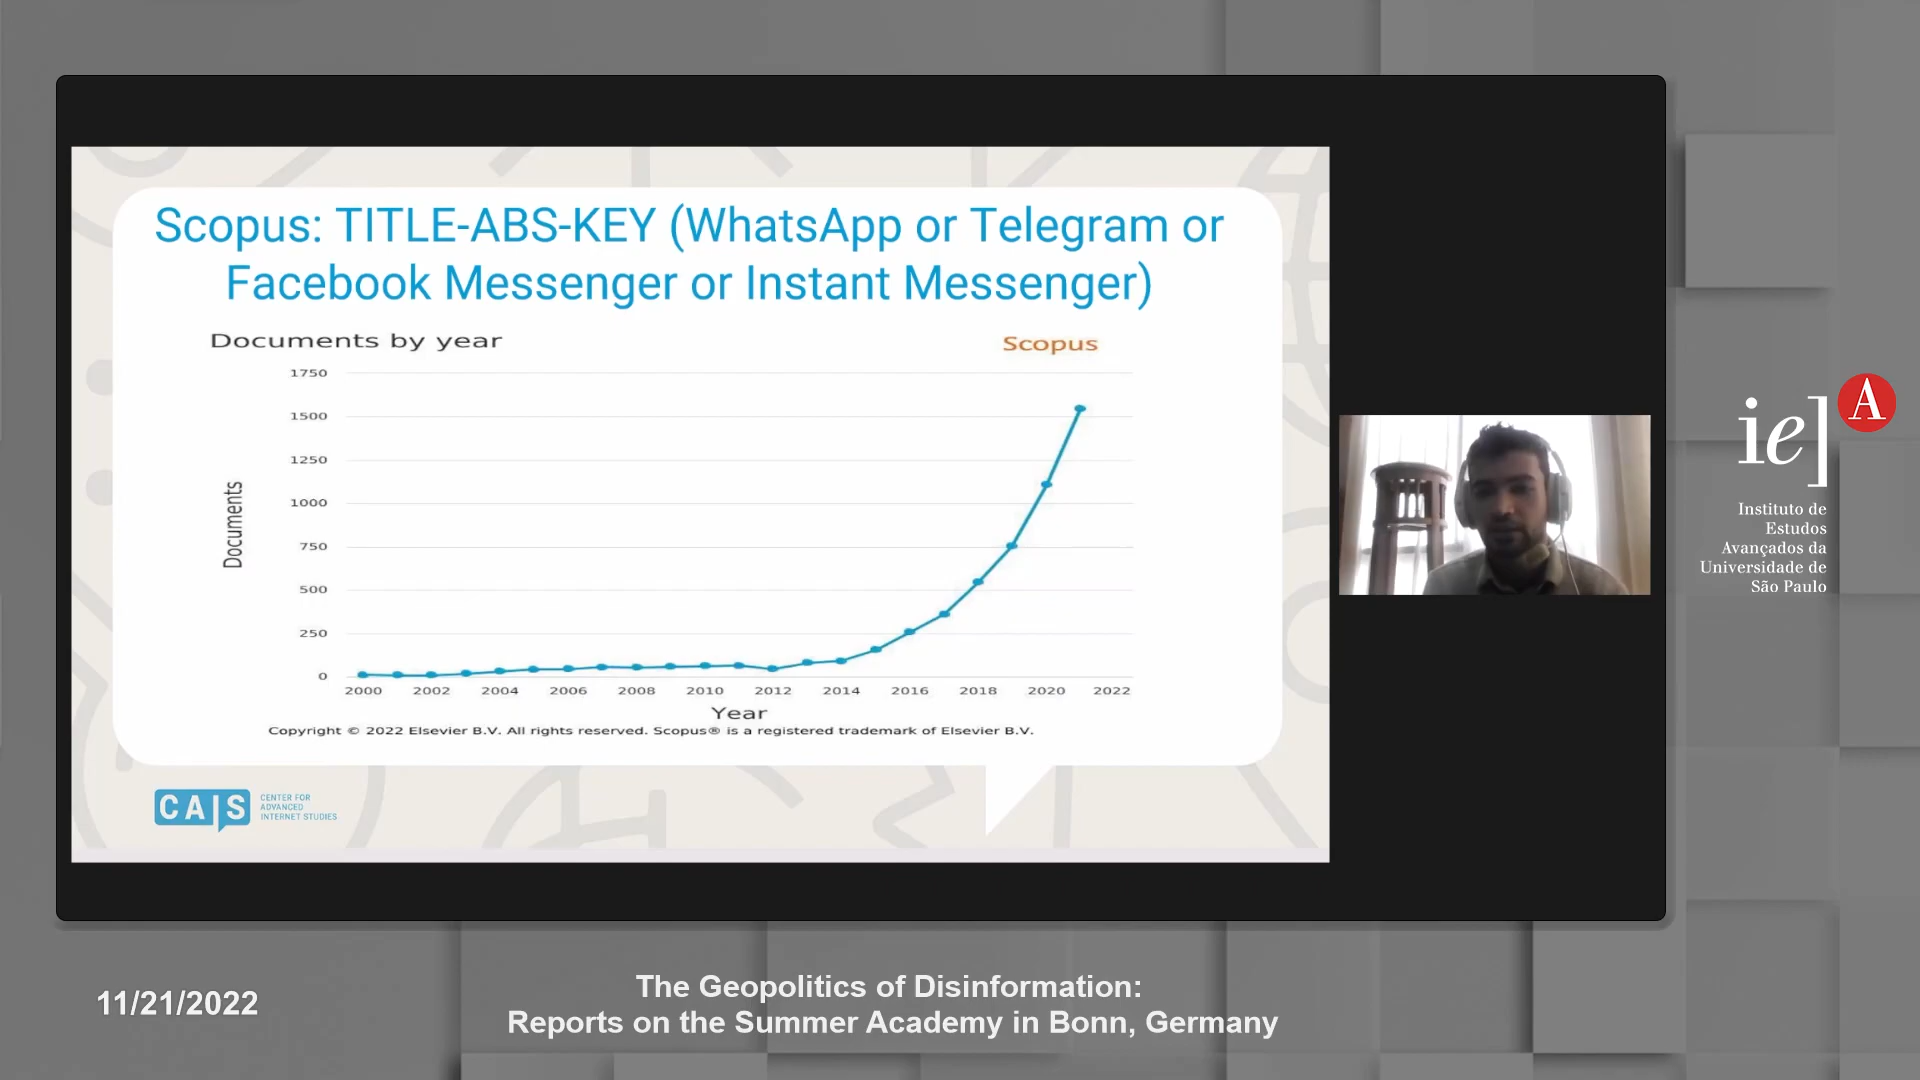 Scopus: TITLE-ABS-KEY (WhatsApp or Telegram or
Facebook Messenger or Instant Messenger)
Documents by year
Scopus
1750
1500
1250
1000
750
500
250
0
Documents
2000 2002 2004 2006 2008 2010 2012 2014 2016 2018 2020 2022
Year
Copyright © 2022 Elsevier B.V. All rights reserved. Scopus® is a registered trademark of Elsevier B.V.
CAIS
CENTER FOR
ADVANCED
INTERNET STUDIES
ie] A
Instituto de
Estudos
Avançados da
Universidade de
São Paulo
11/21/2022
The Geopolitics of Disinformation:
Reports on the Summer Academy in Bonn, Germany